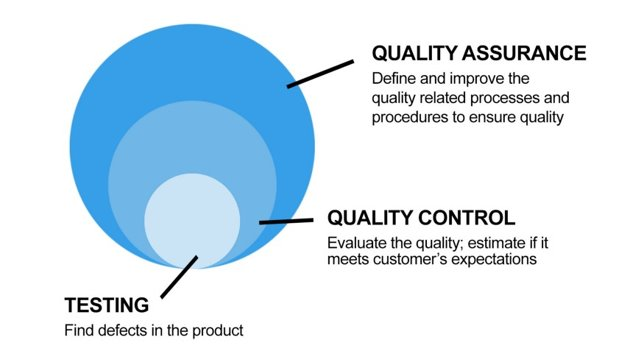 QUALITY ASSURANCE
Define and improve the
quality related processes and
procedures to ensure quality
QUALITY CONTROL
Evaluate the quality; estimate if it
meets customer’s expectations
TESTING
Find defects in the product